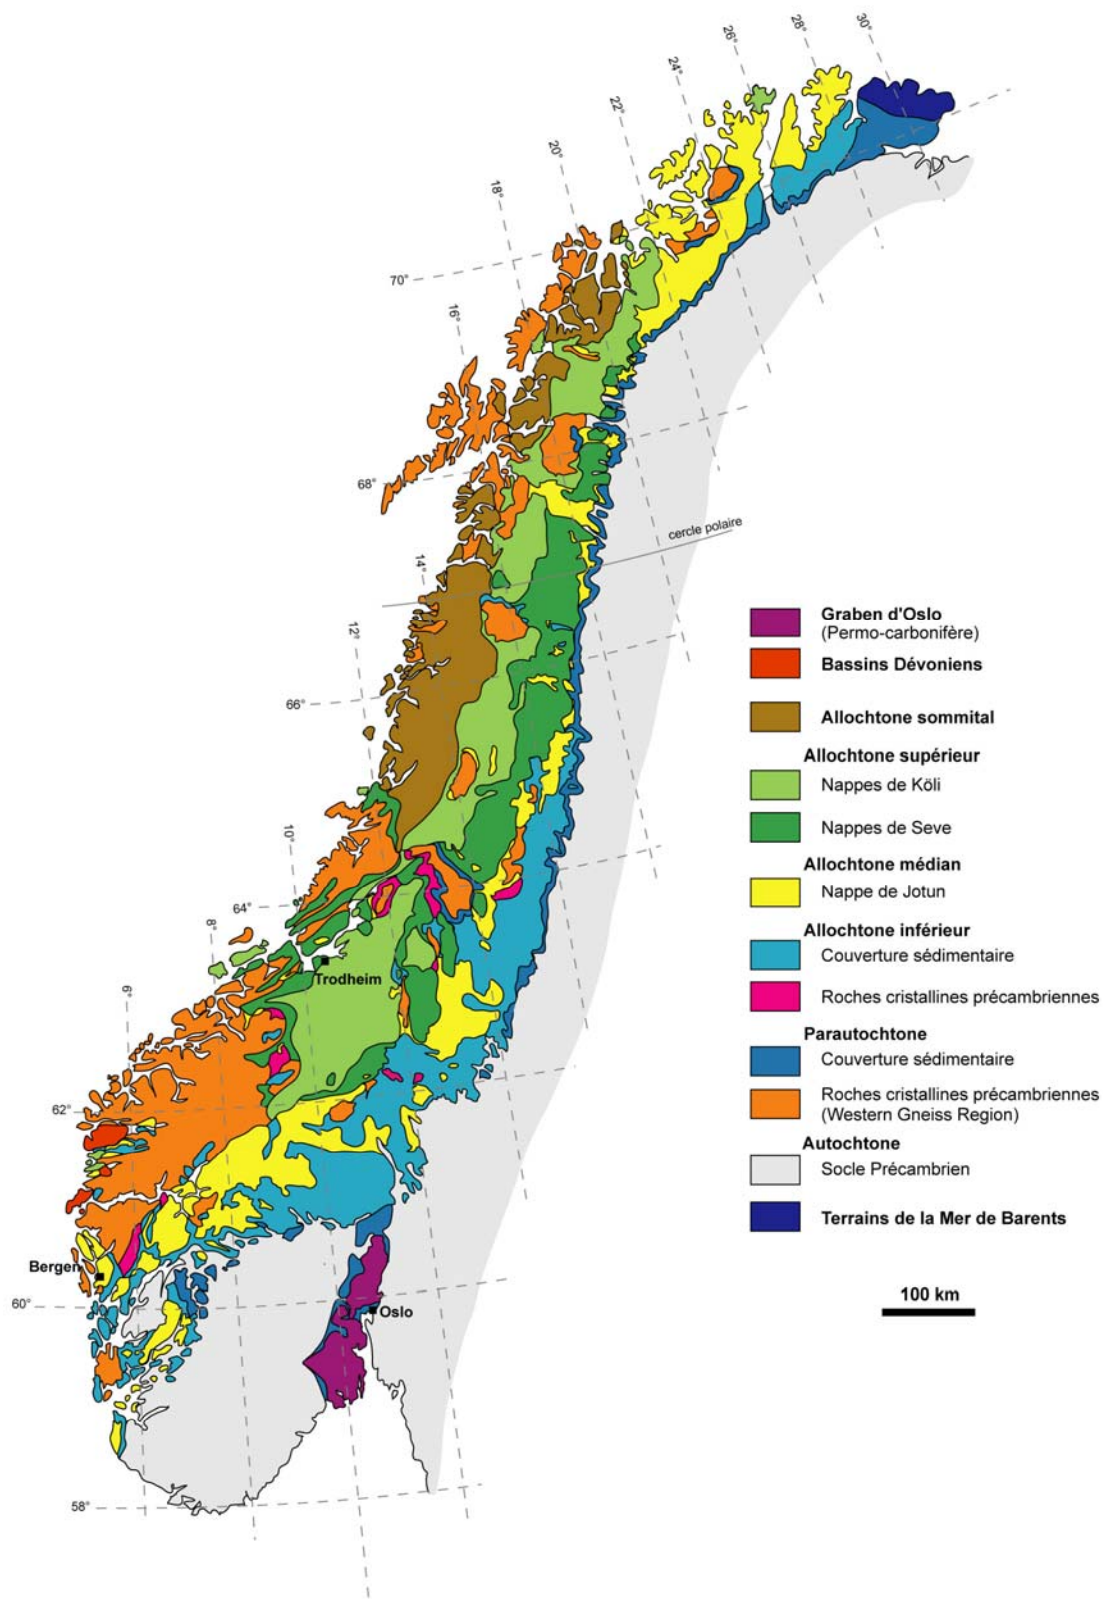 30°
28°
26°
24°
22°
20°
18°
70°
16°
68°
cercle polaire
14°
12°
66°
10°
64°
8°
Trodheim
6°
62°
Bergen
60°
Oslo
58°
Graben d'Oslo
(Permo-carbonifère)
Bassins Dévoniens
Allochtone sommital
Allochtone supérieur
Nappes de Köli
Nappes de Seve
Allochtone médian
Nappe de Jotun
Allochtone inférieur
Couverture sédimentaire
Roches cristallines précambriennes
Parautochtone
Couverture sédimentaire
Roches cristallines précambriennes
(Western Gneiss Region)
Autochtone
Socle Précambrien
Terrains de la Mer de Barents
100 km